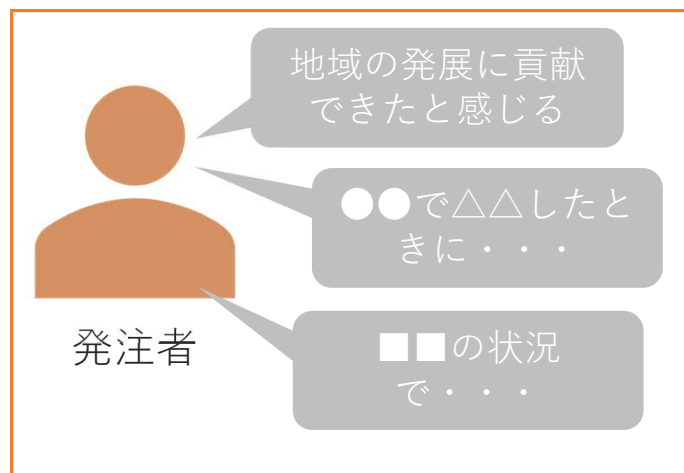 地域の発展に貢献
できたと感じる
●●で△△したと
きに・・・
発注者
■■の状況
で・・・